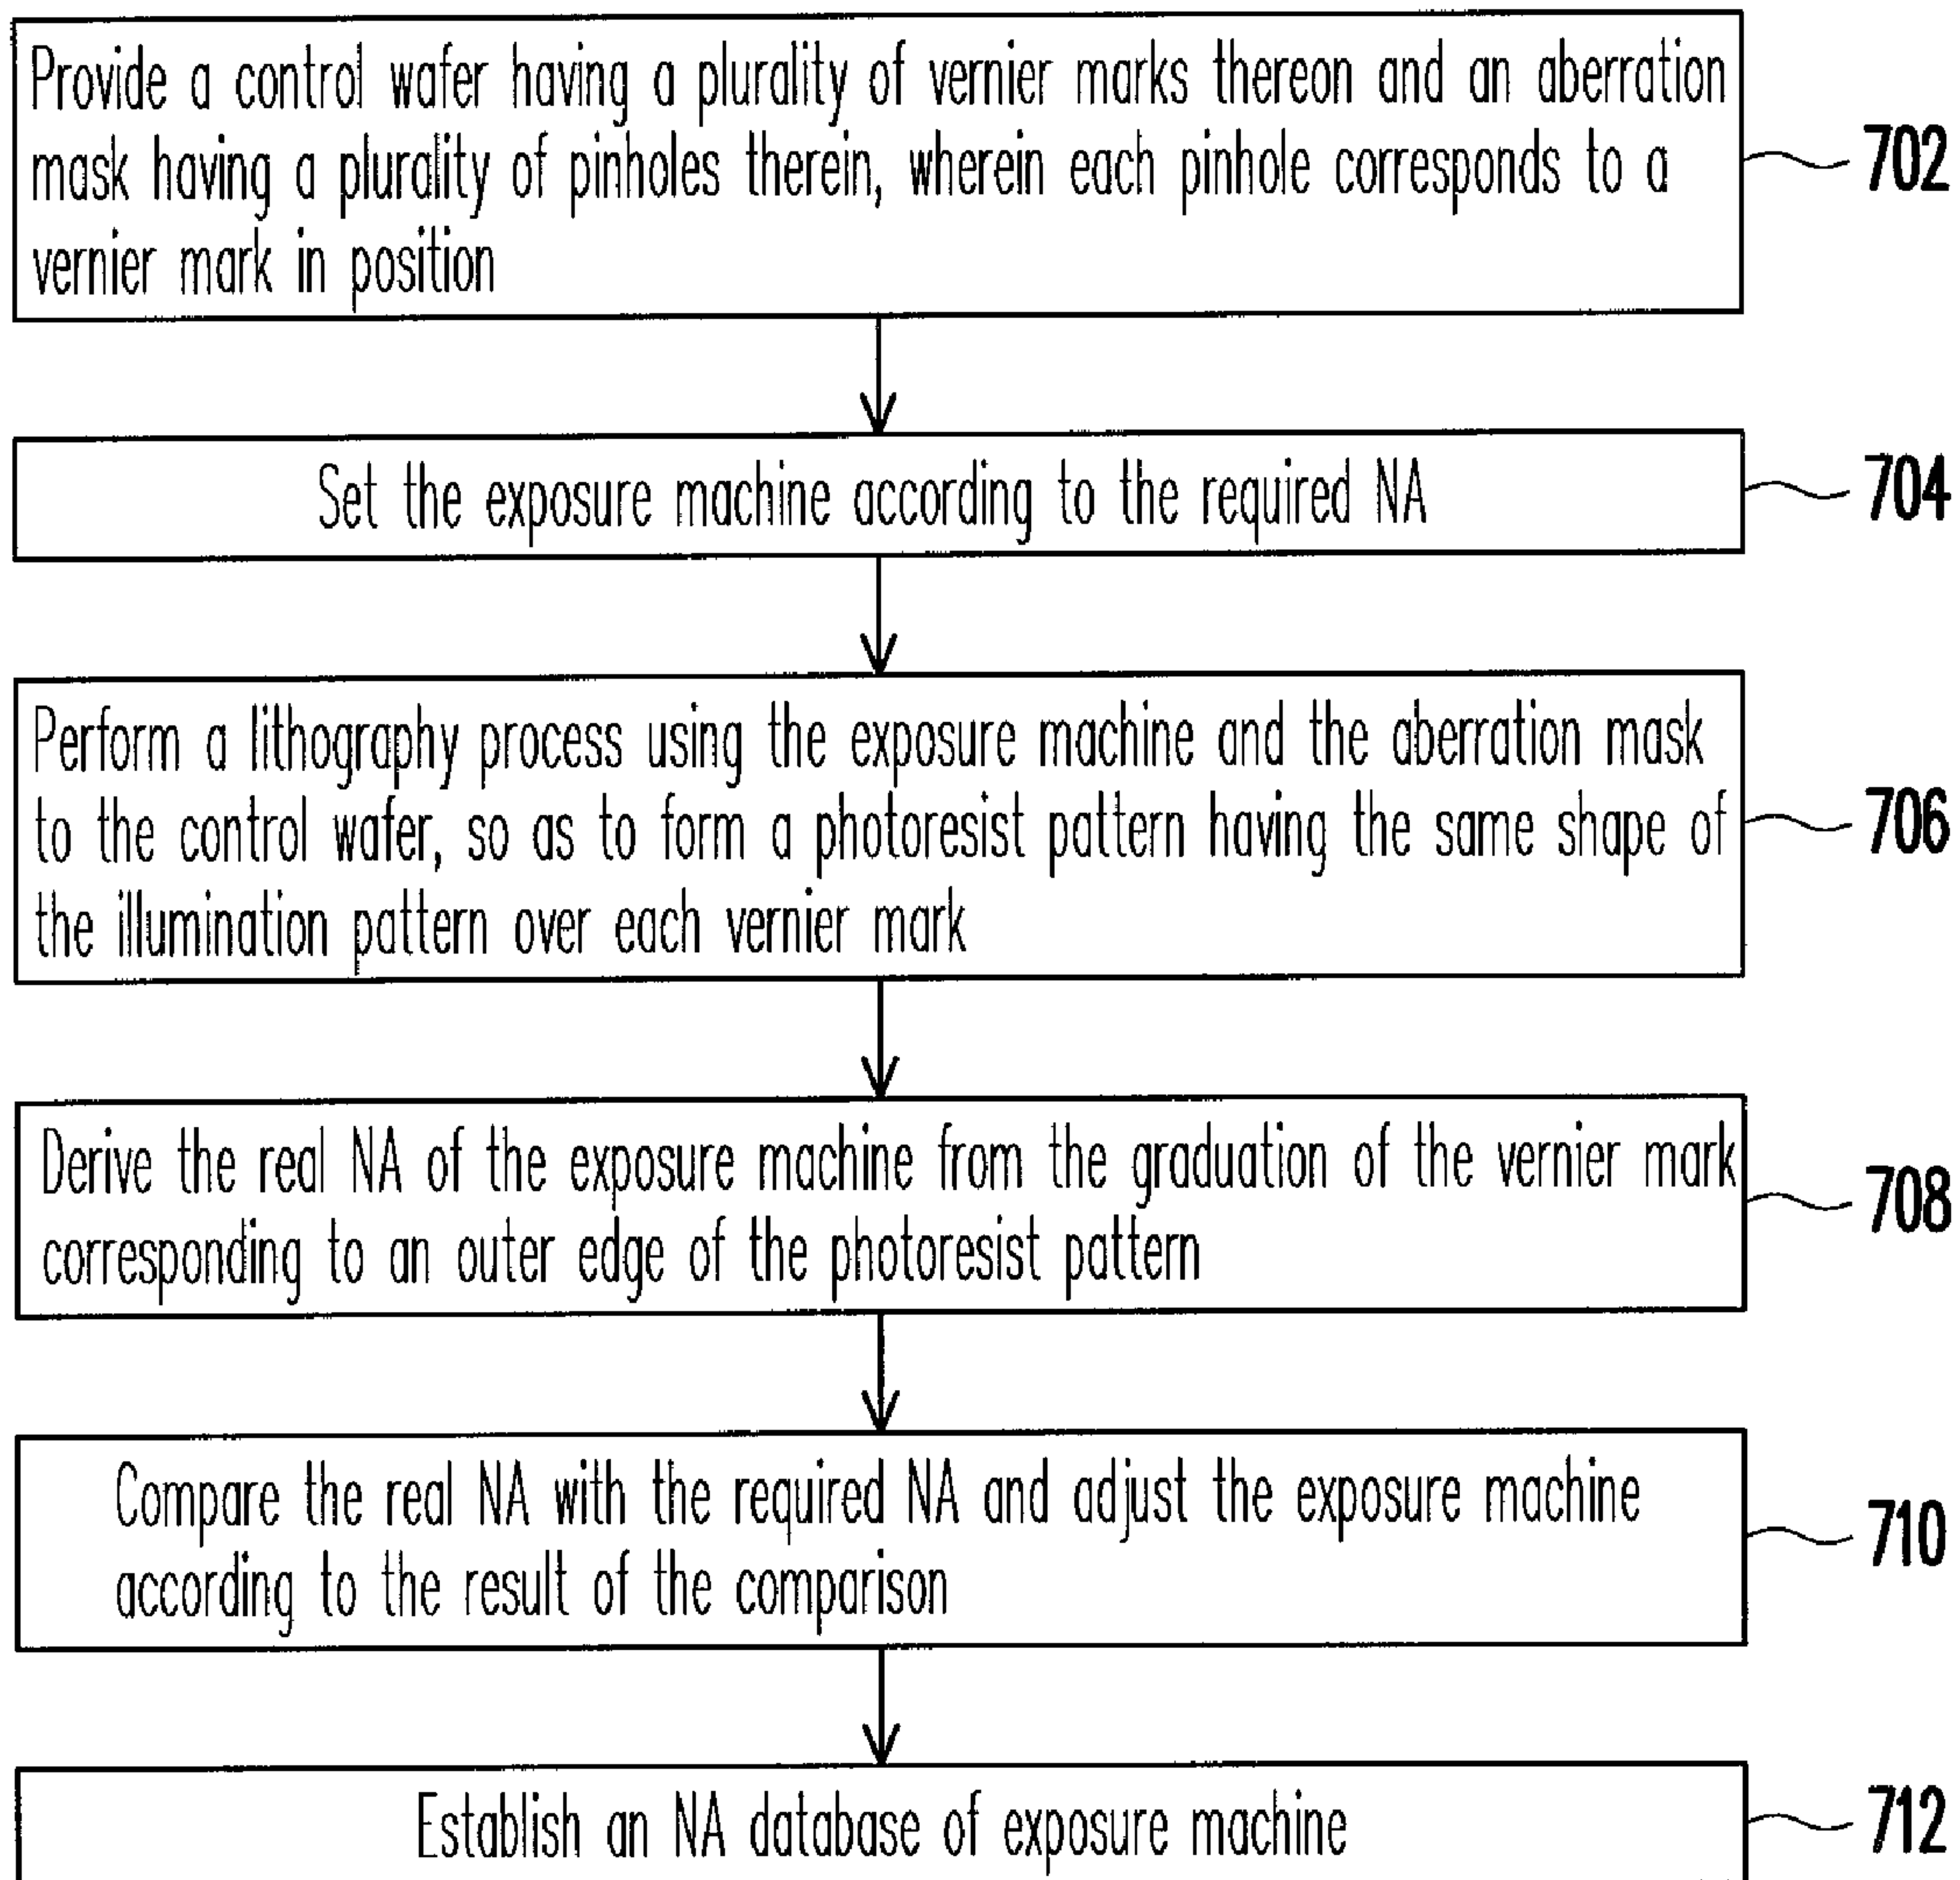 Provide a control wafer having a plurality of vernier marks thereon and an aberration
mask having a plurality of pinholes therein, wherein each pinhole corresponds to a
vernier mark in position
702
Set the exposure machine according to the required NA
704
Perform a lithography process using the exposure machine and the aberration mask
to the control wafer, so as to form a photoresist pattern having the same shape of
the illumination pattern over each vernier mark
706
Derive the real NA of the exposure machine from the graduation of the vernier mark
corresponding to an outer edge of the photoresist pattern
708
Compare the real NA with the required NA and adjust the exposure machine
according to the result of the comparison
710
Establish an NA database of exposure machine
712